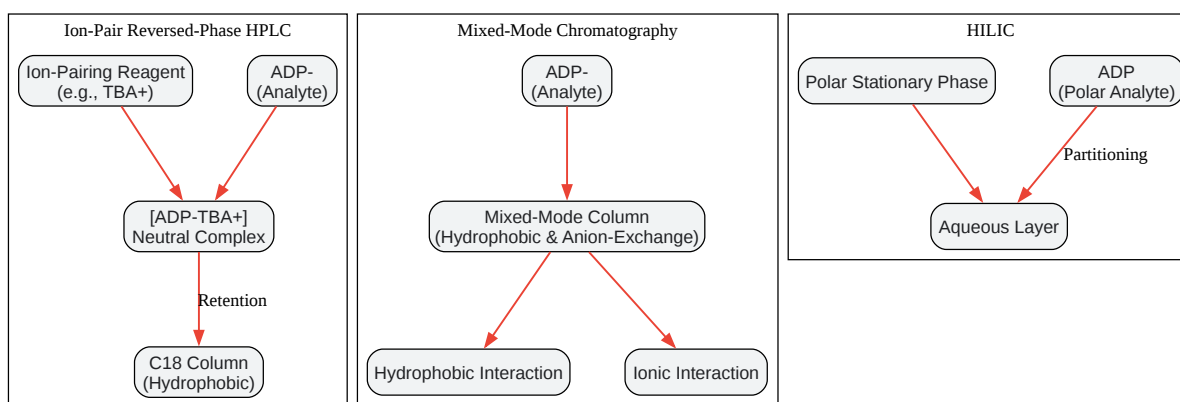 Ion-Pair Reversed-Phase HPLC
Ion-Pairing Reagent
(e.g., TBA+)
ADP-
(Analyte)
[ADP-TBA+]
Neutral Complex
Retention
C18 Column
(Hydrophobic)
Mixed-Mode Chromatography
ADP-
(Analyte)
Mixed-Mode Column
(Hydrophobic & Anion-Exchange)
Hydrophobic Interaction
Ionic Interaction
HILIC
Polar Stationary Phase
ADP
(Polar Analyte)
Partitioning
Aqueous Layer